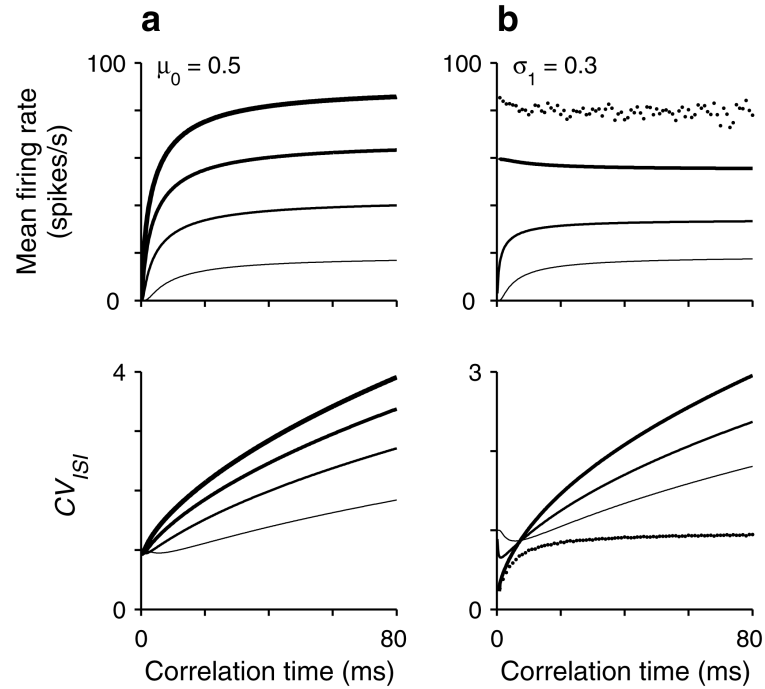 a
b
μ0 = 0.5
σ1 = 0.3
Mean firing rate
(spikes/s)
100
0
100
0
CVISI
4
0
3
0
0
80
0
80
Correlation time (ms)
Correlation time (ms)